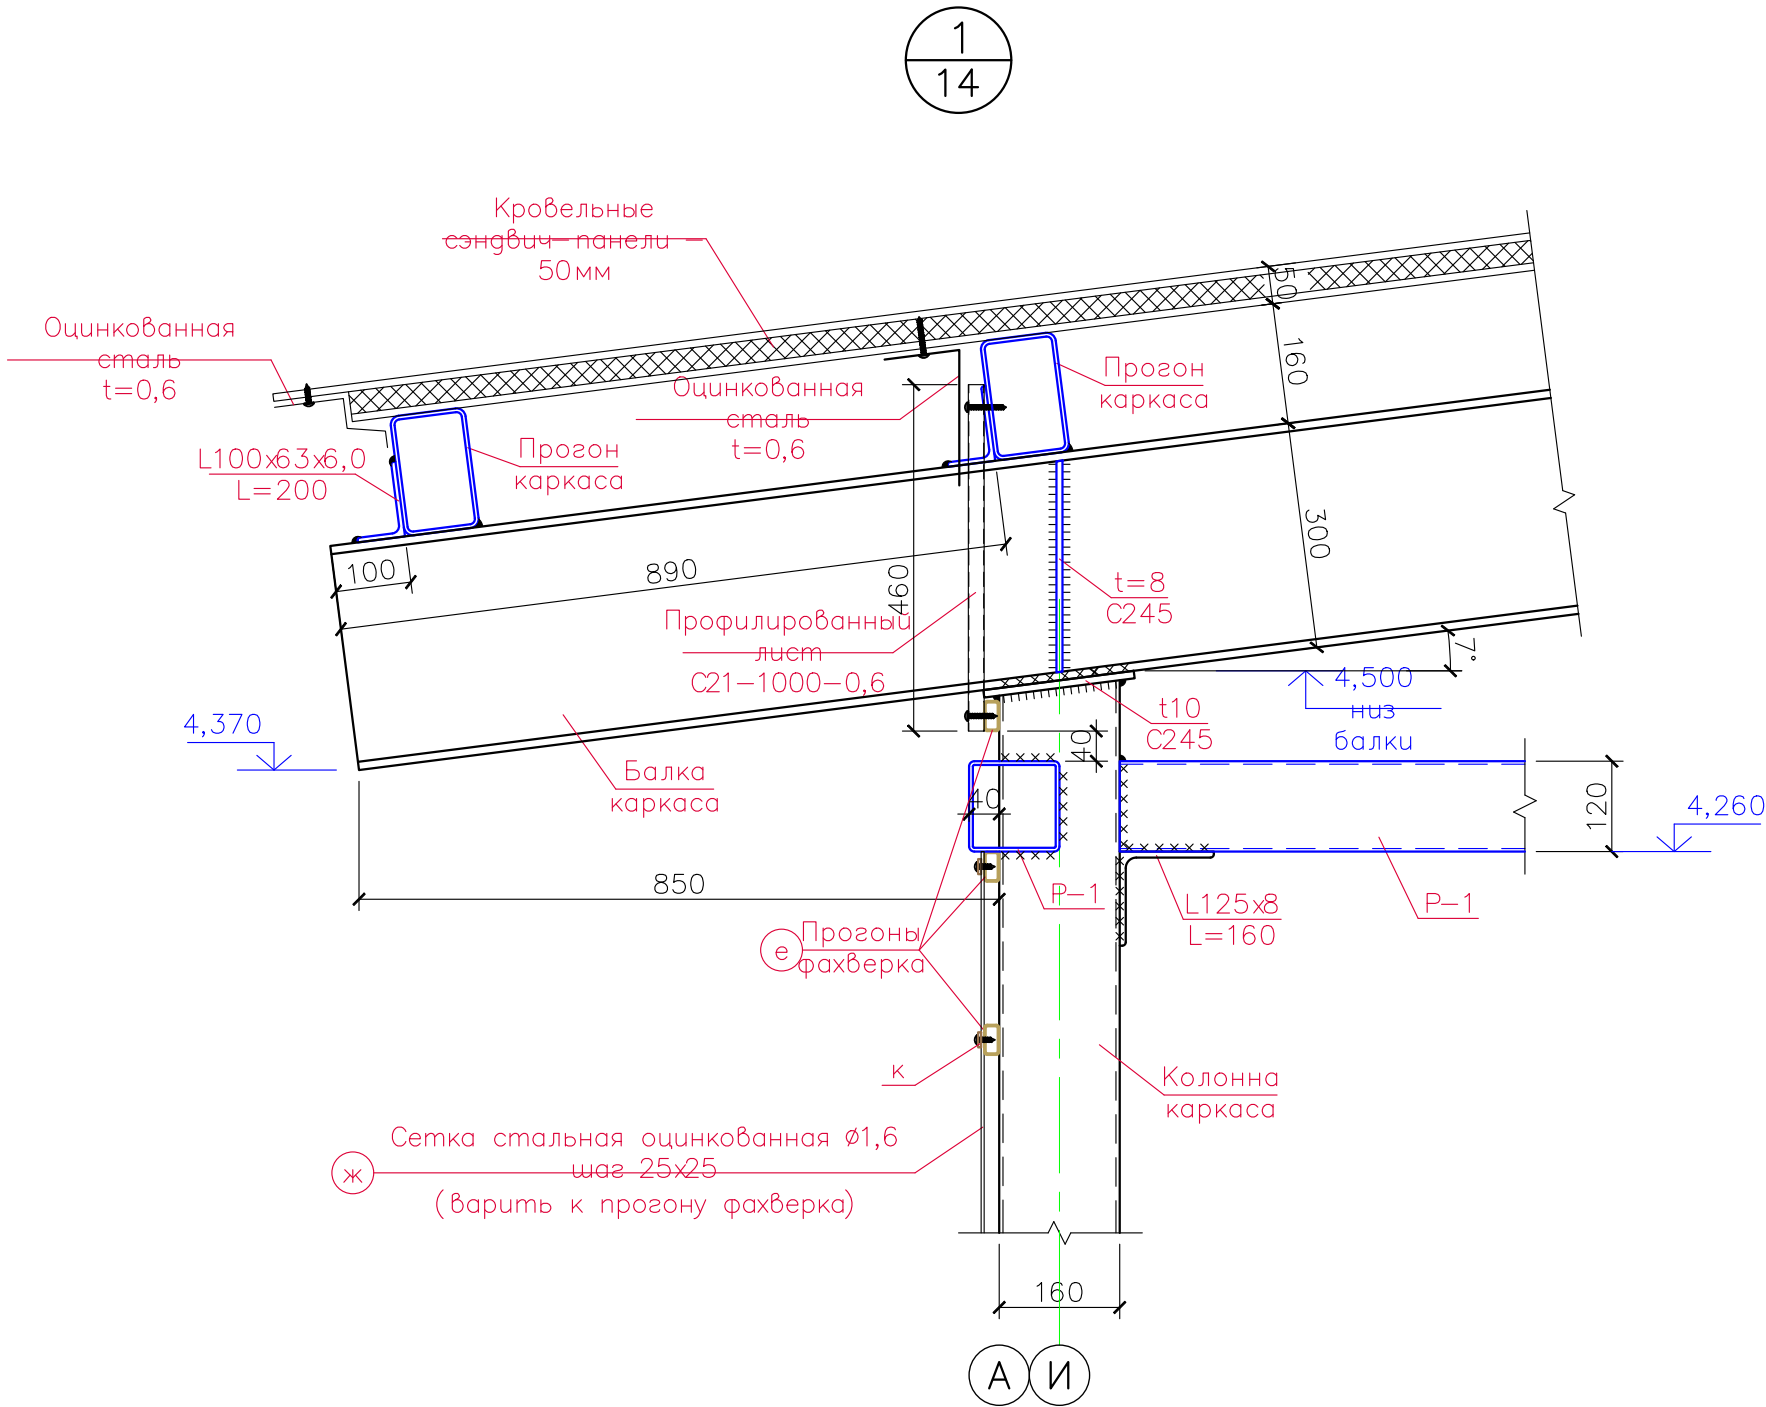 1
14
Кровельные
сэндвич-панели -
50мм
50
Оцинкованная
сталь
t=0,6
160
Прогон
каркаса
Оцинкованная
сталь
t=0,6
L100х63х6,0
L=200
Прогон
каркаса
300
100
890
460
t=8
С245
Профилированный
лист
С21-1000-0,6
7°
4,500
низ
балки
4,370
t10
С245
40
Балка
каркаса
40
120
4,260
850
Р-1
L125х8
L=160
Р-1
е
Прогоны
фахверка
к
Колонна
каркаса
Сетка стальная оцинкованная Ø1,6
шаг 25х25
(варить к прогону фахверка)
ж
160
А
И